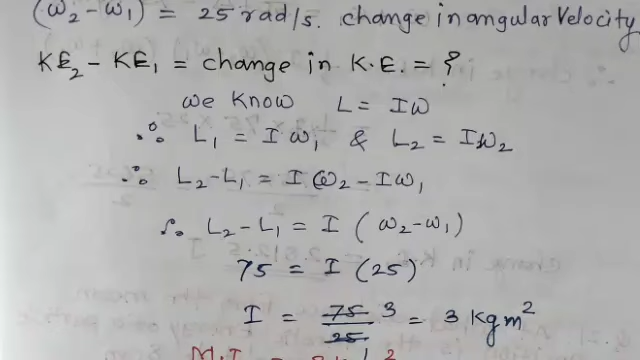 (ω₂-ω₁) = 25 rad/s. change in angular Velocity
KE₂ - KE₁ = change in K.E. = ?
we know L = Iω
∴ L₁ = Iω₁ & L₂ = Iω₂
∴ L₂-L₁ = Iω₂ - Iω₁
∴ L₂-L₁ = I (ω₂-ω₁)
75 = I (25)
I = 75/25 3 = 3 kgm²
M.I